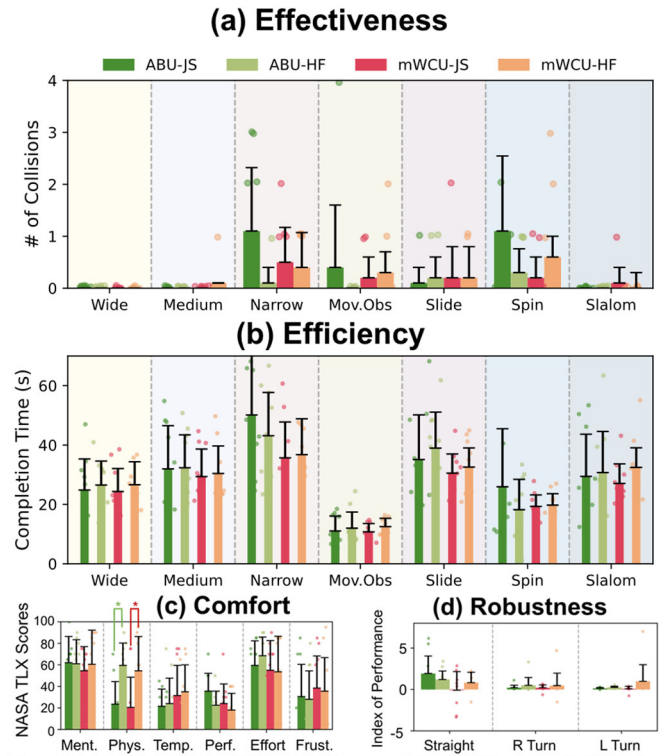 (a) Effectiveness
ABU-JS ABU-HF mWCU-JS mWCU-HF
# of Collisions
4
3
2
1
0
Wide Medium Narrow Mov.Obs Slide Spin Slalom
(b) Efficiency
Completion Time (s)
60
40
20
0
Wide Medium Narrow Mov.Obs Slide Spin Slalom
(c) Comfort
NASA TLX Scores
100
80
60
40
20
0
* *
Ment. Phys. Temp. Perf. Effort Frust.
(d) Robustness
Index of Performance
5
0
-5
Straight R Turn L Turn